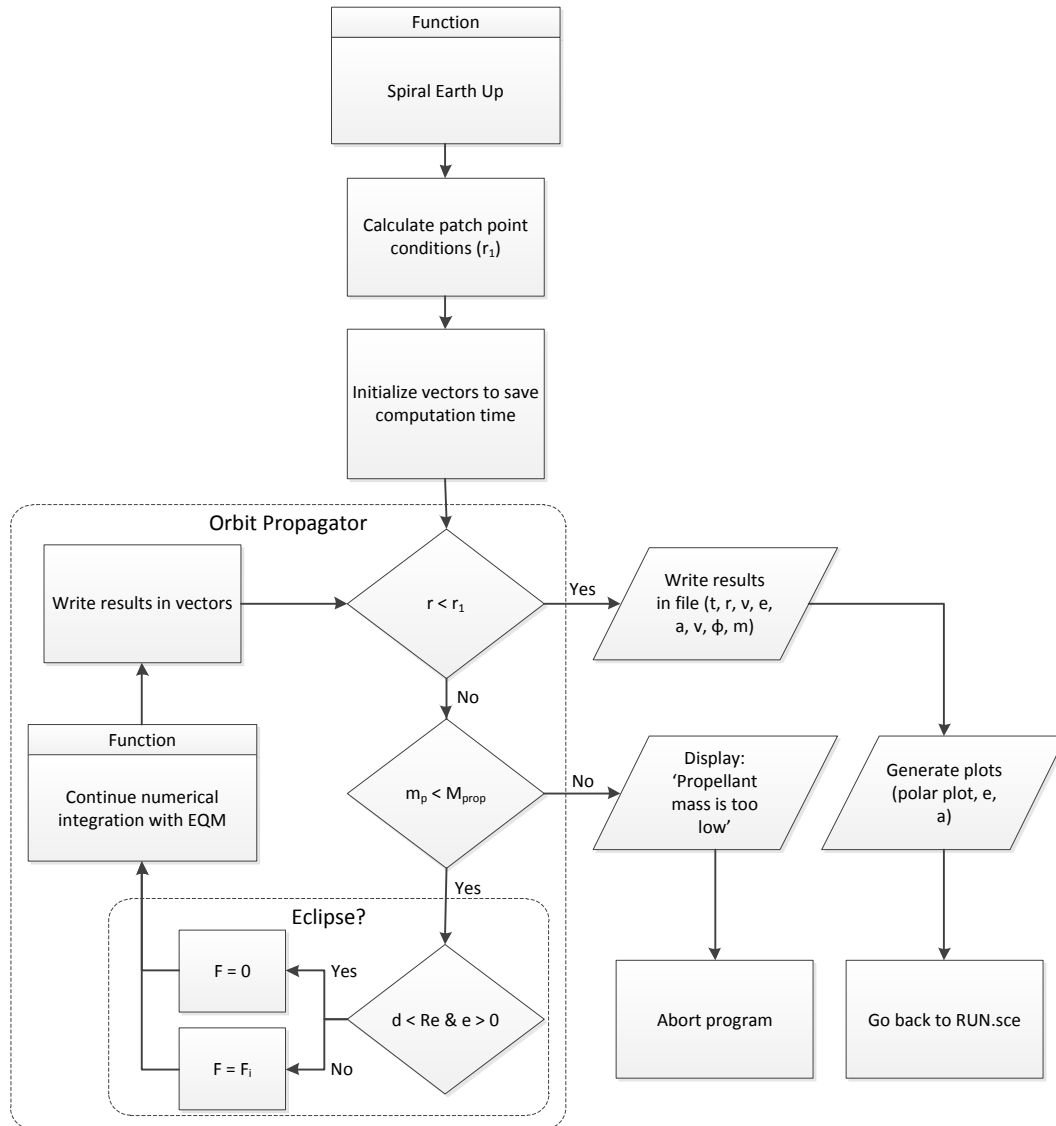 Function
Spiral Earth Up
Calculate patch point
conditions (r₁)
Initialize vectors to save
computation time
Orbit Propagator
Write results in vectors
r < r₁
Yes
Write results
in file (t, r, ν, e,
a, v, ϕ, m)
No
Function
Continue numerical
integration with EQM
mₚ < Mₚᵣₒₚ
No
Display:
‘Propellant
mass is too
low’
Generate plots
(polar plot, e,
a)
Yes
Eclipse?
F = 0
Yes
d < Re & e > 0
F = Fᵢ
No
Abort program
Go back to RUN.sce